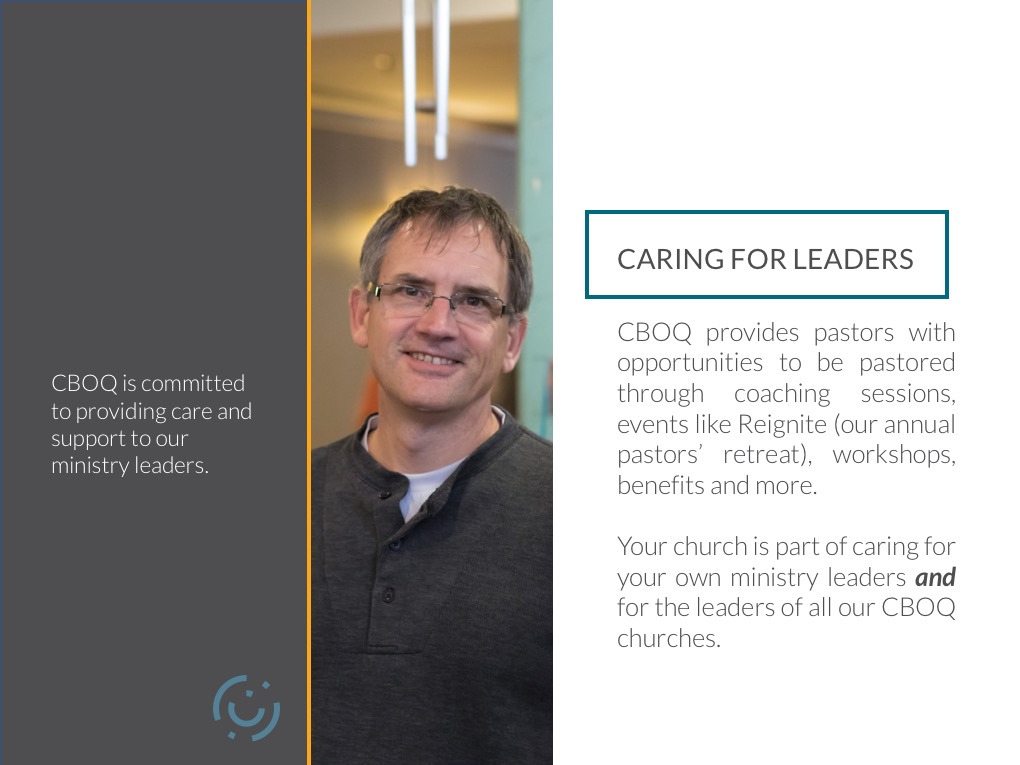 CBOQ is committed
to providing care and
support to our
ministry leaders.
CARING FOR LEADERS
CBOQ provides pastors with
opportunities to be pastored
through coaching sessions,
events like Reignite (our annual
pastors’ retreat), workshops,
benefits and more.
Your church is part of caring for
your own ministry leaders and
for the leaders of all our CBOQ
churches.